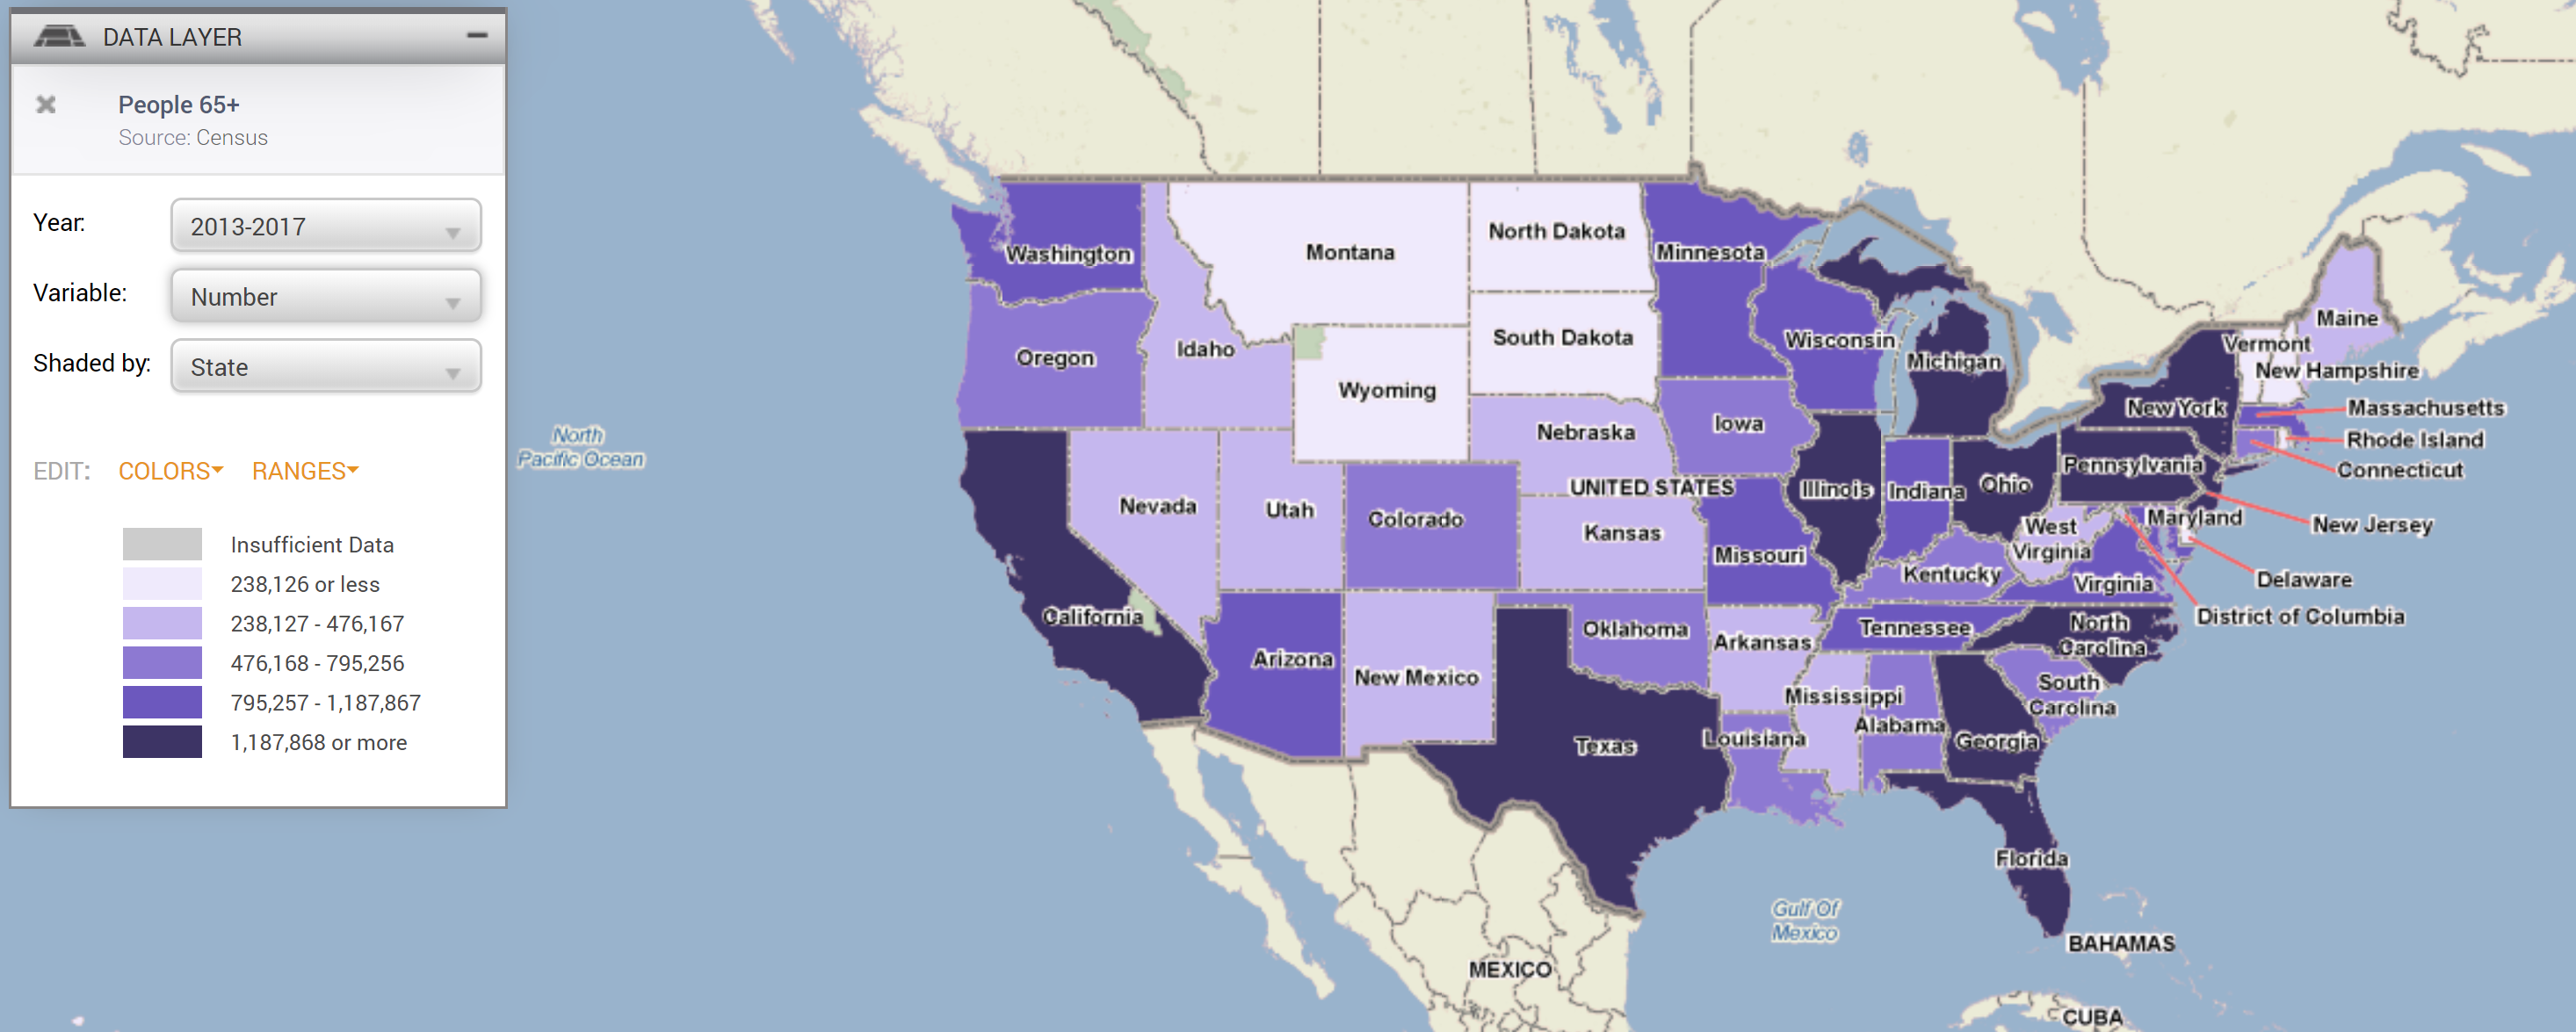 DATA LAYER
People 65+
Source: Census
Year:
2013-2017
Variable:
Number
Shaded by:
State
EDIT:
COLORS
RANGES
Insufficient Data
238,126 or less
238,127 - 476,167
476,168 - 795,256
795,257 - 1,187,867
1,187,868 or more
North
Pacific Ocean
Washington
Montana
North Dakota
Minnesota
Oregon
Idaho
South Dakota
Wisconsin
Michigan
Maine
Vermont
New Hampshire
Wyoming
New York
Massachusetts
Rhode Island
Connecticut
Nebraska
Iowa
Pennsylvania
UNITED STATES
Nevada
Utah
Colorado
Kansas
Illinois
Indiana
Ohio
New Jersey
Maryland
West
Virginia
Missouri
Kentucky
Virginia
Delaware
District of Columbia
California
Oklahoma
Arkansas
Tennessee
North
Carolina
Arizona
New Mexico
Mississippi
South
Carolina
Alabama
Georgia
Texas
Louisiana
Florida
Gulf Of
Mexico
BAHAMAS
MEXICO
CUBA